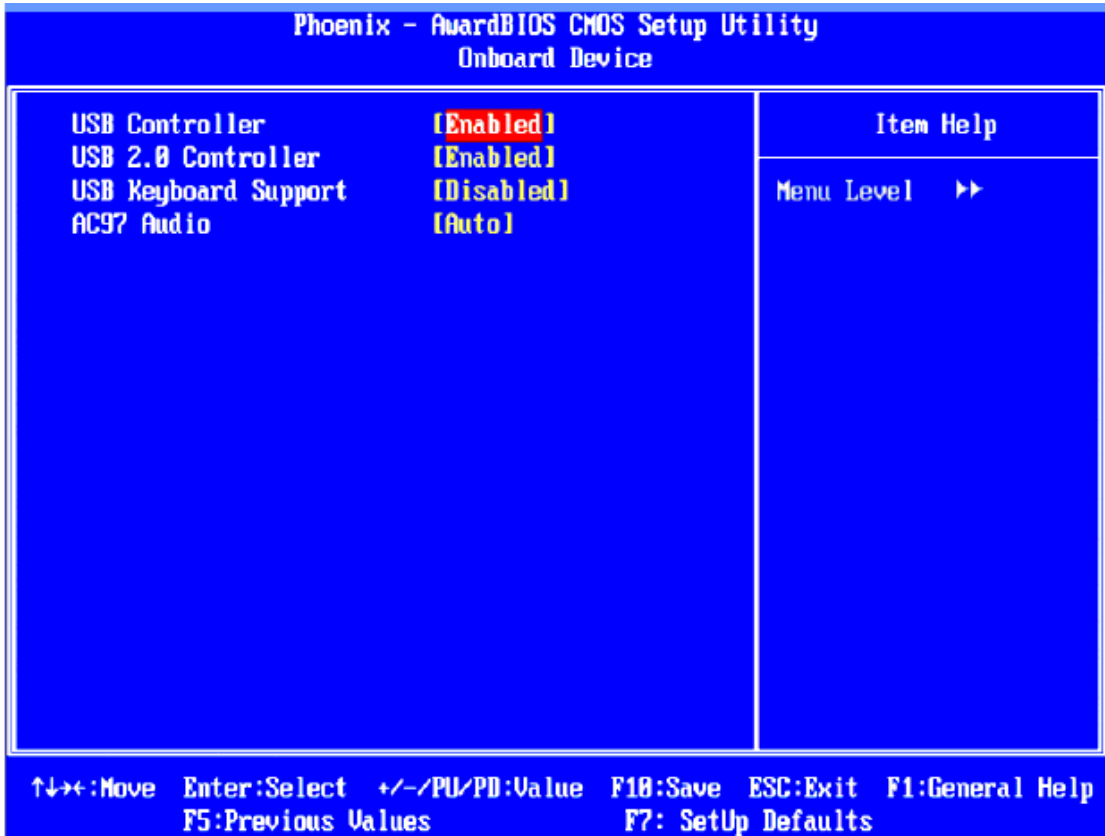 Phoenix - AwardBIOS CMOS Setup Utility
Onboard Device
USB Controller [Enabled]
USB 2.0 Controller [Enabled]
USB Keyboard Support [Disabled]
AC97 Audio [Auto]
Item Help
Menu Level ▸▸
↑↓→←:Move Enter:Select +/-/PU/PD:Value F10:Save ESC:Exit F1:General Help
F5:Previous Values F7: SetUp Defaults